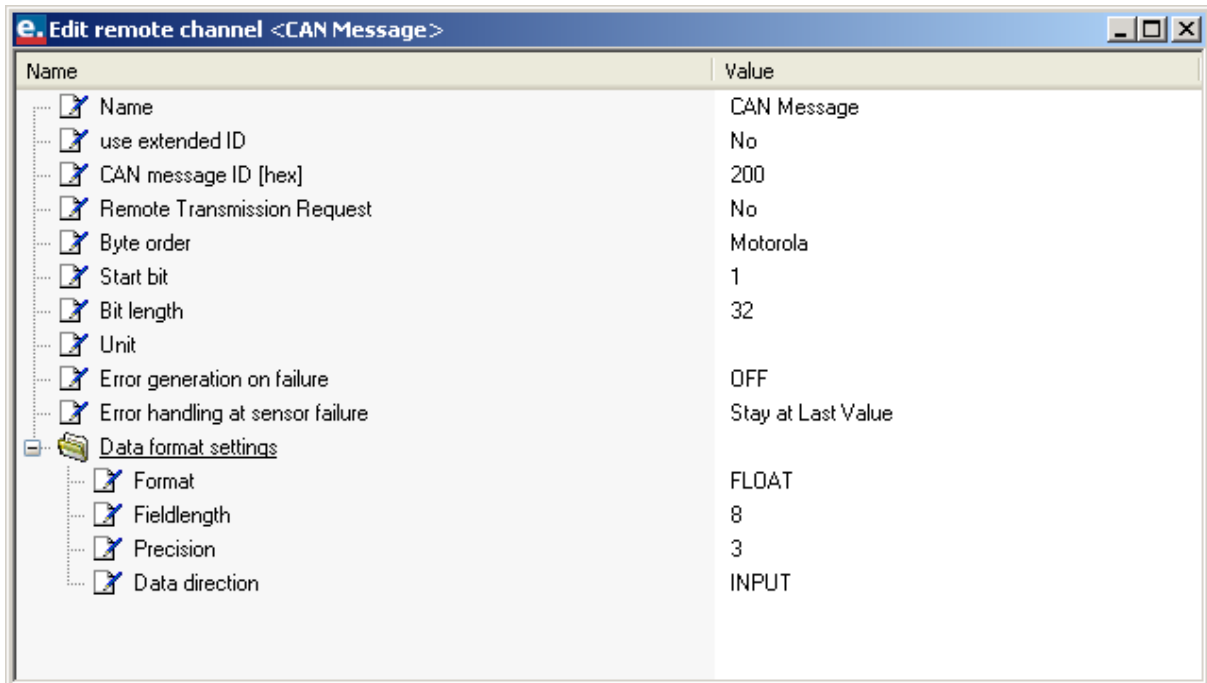 e. Edit remote channel <CAN Message>
Name Value
Name CAN Message
use extended ID No
CAN message ID [hex] 200
Remote Transmission Request No
Byte order Motorola
Start bit 1
Bit length 32
Unit
Error generation on failure OFF
Error handling at sensor failure Stay at Last Value
Data format settings
Format FLOAT
Fieldlength 8
Precision 3
Data direction INPUT